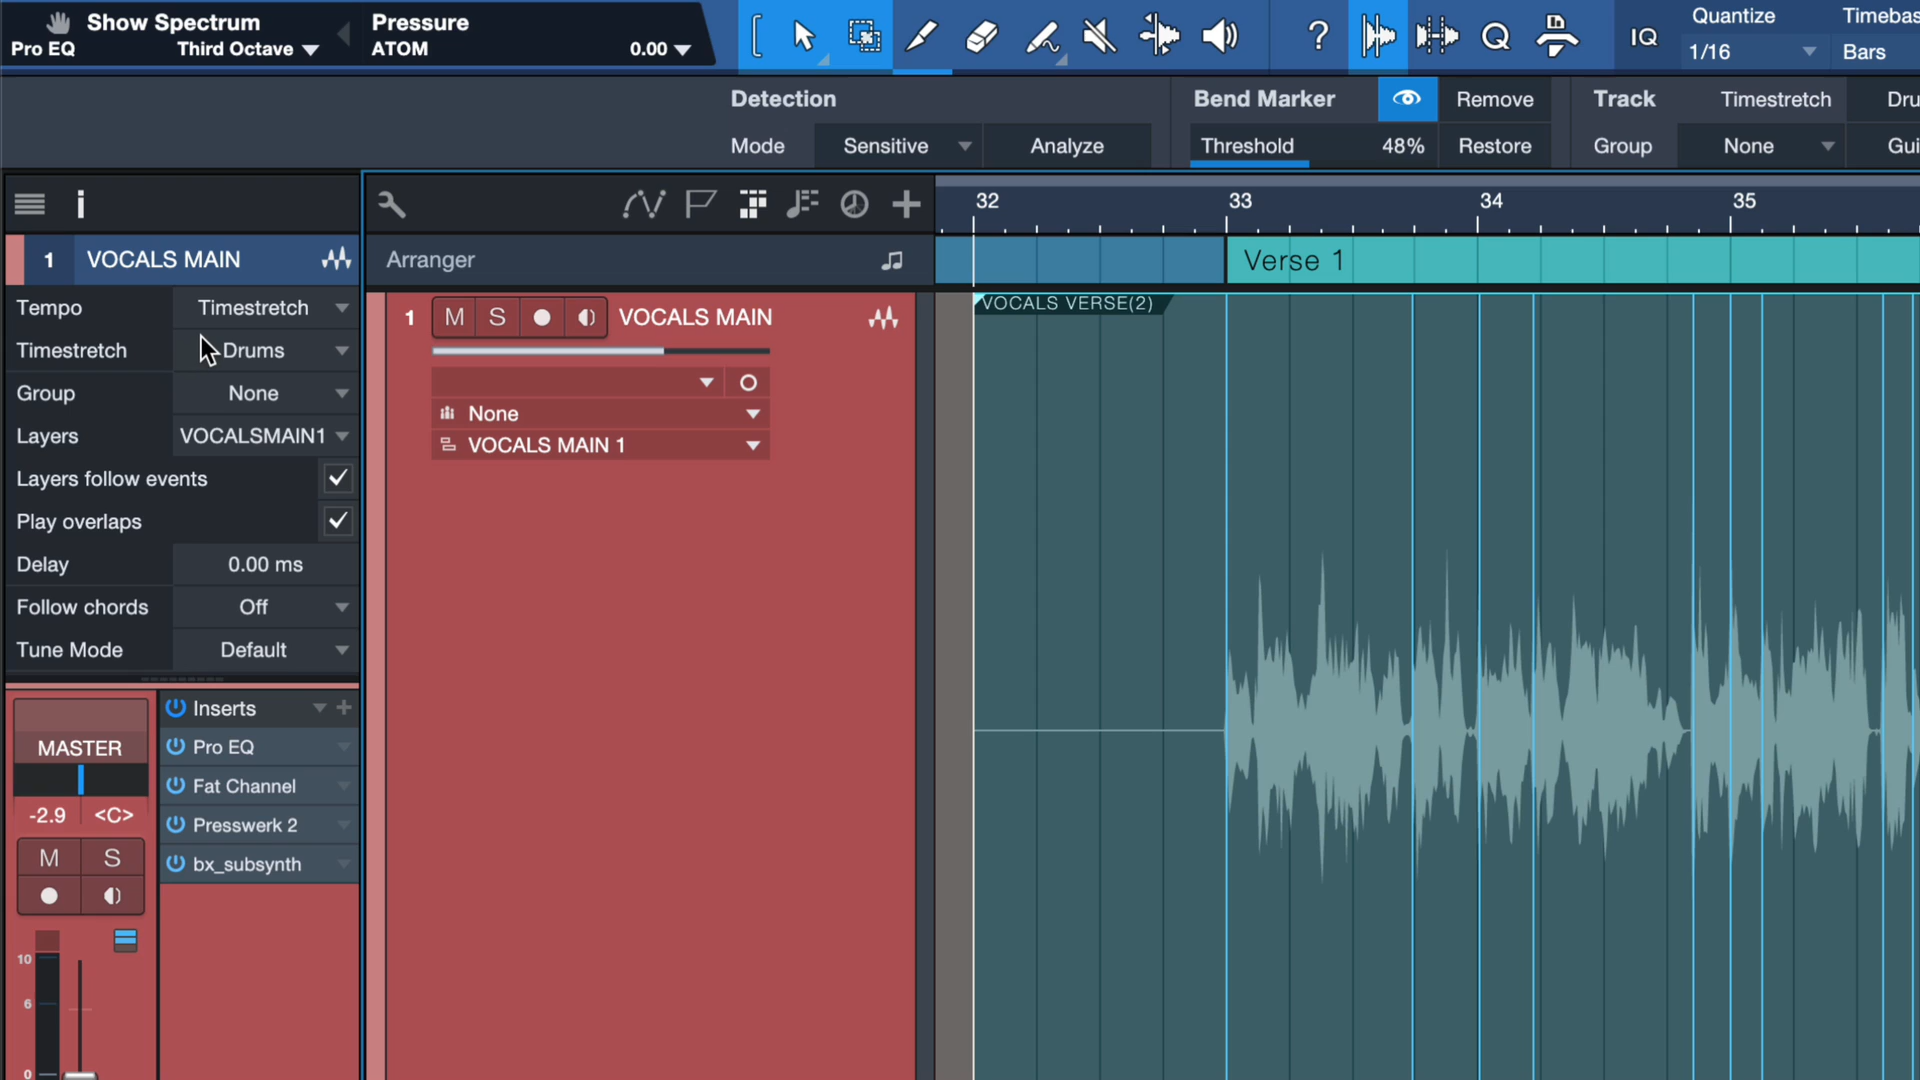 Show Spectrum
Pro EQ Third Octave
Pressure
ATOM 0.00
?
Q
IQ
Quantize
1/16
Timebas
Bars
Detection
Mode Sensitive Analyze
Bend Marker Remove
Threshold 48% Restore
Track Timestretch Dru
Group None Gui
i
32 33 34 35
1 VOCALS MAIN
Arranger
Verse 1
Tempo Timestretch
Timestretch Drums
Group None
Layers VOCALSMAIN1
Layers follow events
Play overlaps
Delay 0.00 ms
Follow chords Off
Tune Mode Default
1 M S VOCALS MAIN
None
VOCALS MAIN 1
VOCALS VERSE(2)
MASTER
-2.9 <C>
M S
10
6
0
Inserts
Pro EQ
Fat Channel
Presswerk 2
bx_subsynth